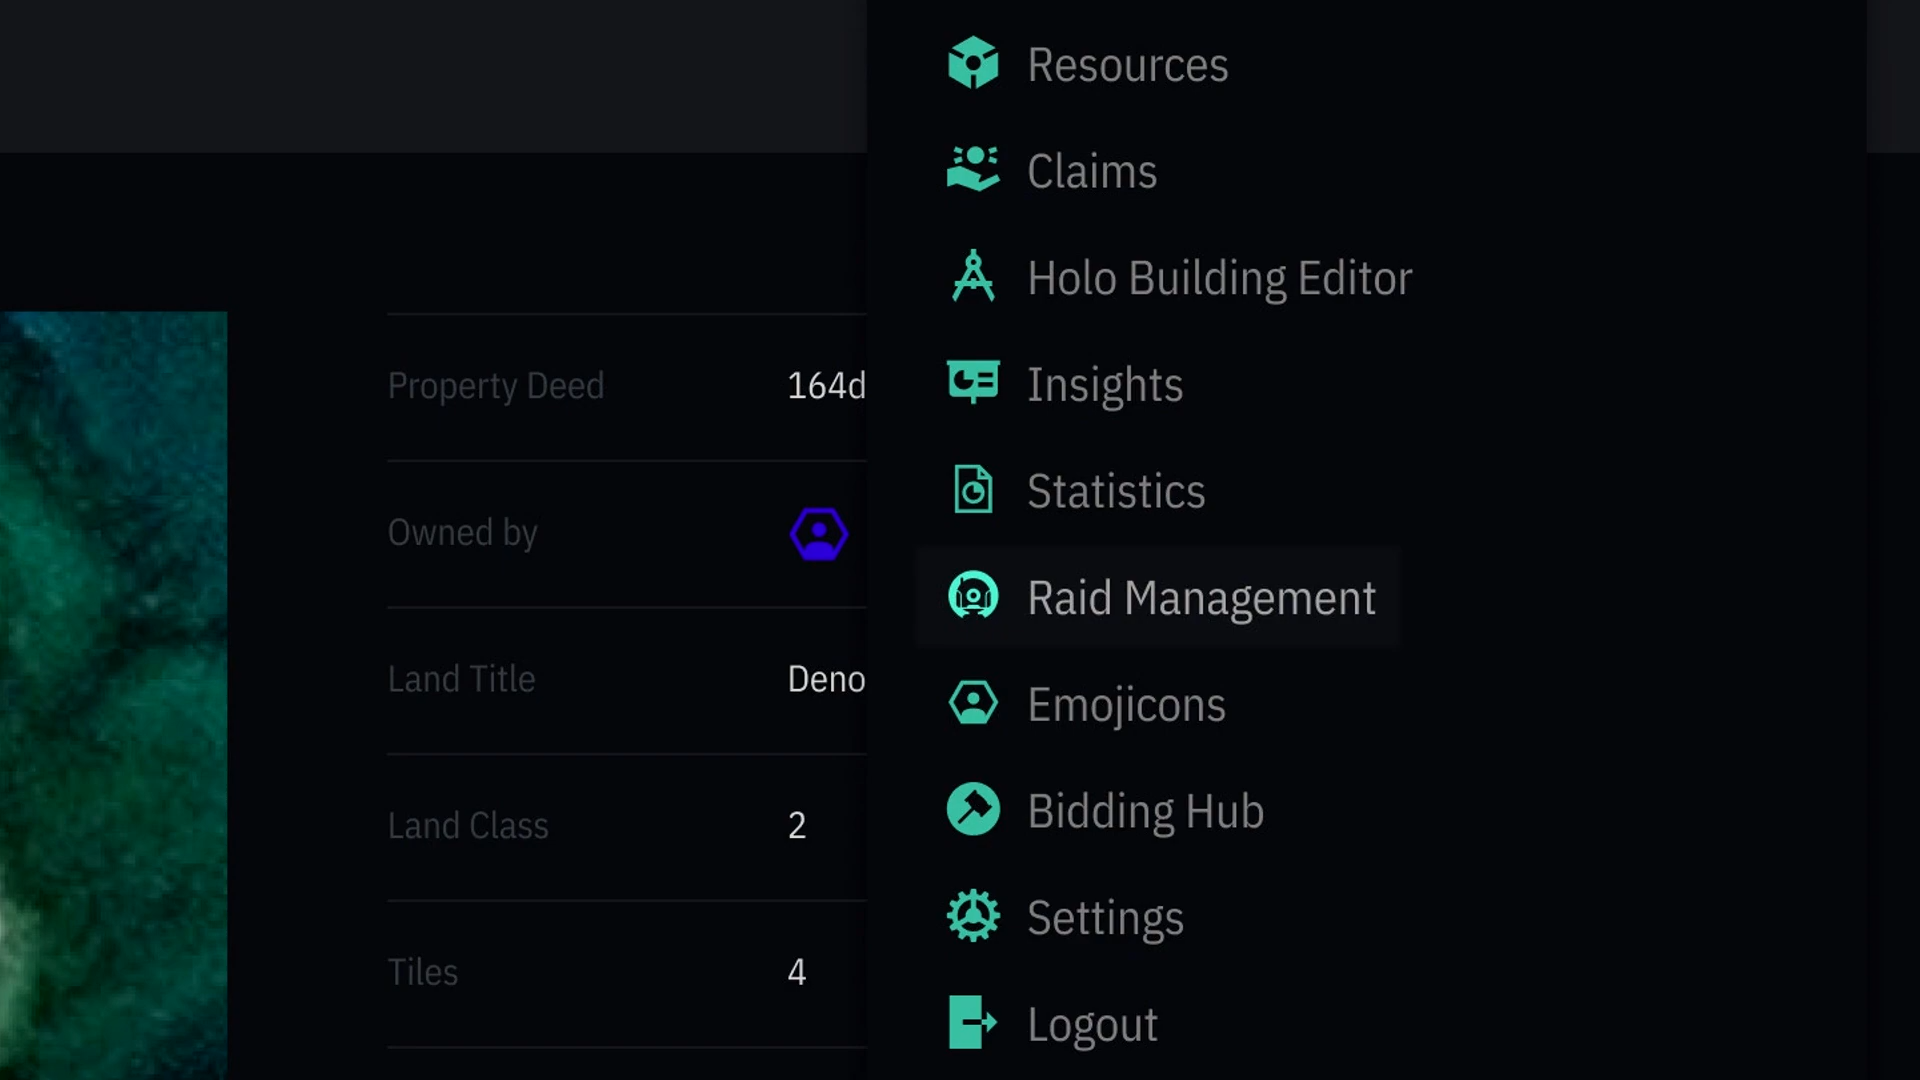 Property Deed 164d
Owned by
Land Title Deno
Land Class 2
Tiles 4
Resources
Claims
Holo Building Editor
Insights
Statistics
Raid Management
Emojicons
Bidding Hub
Settings
Logout